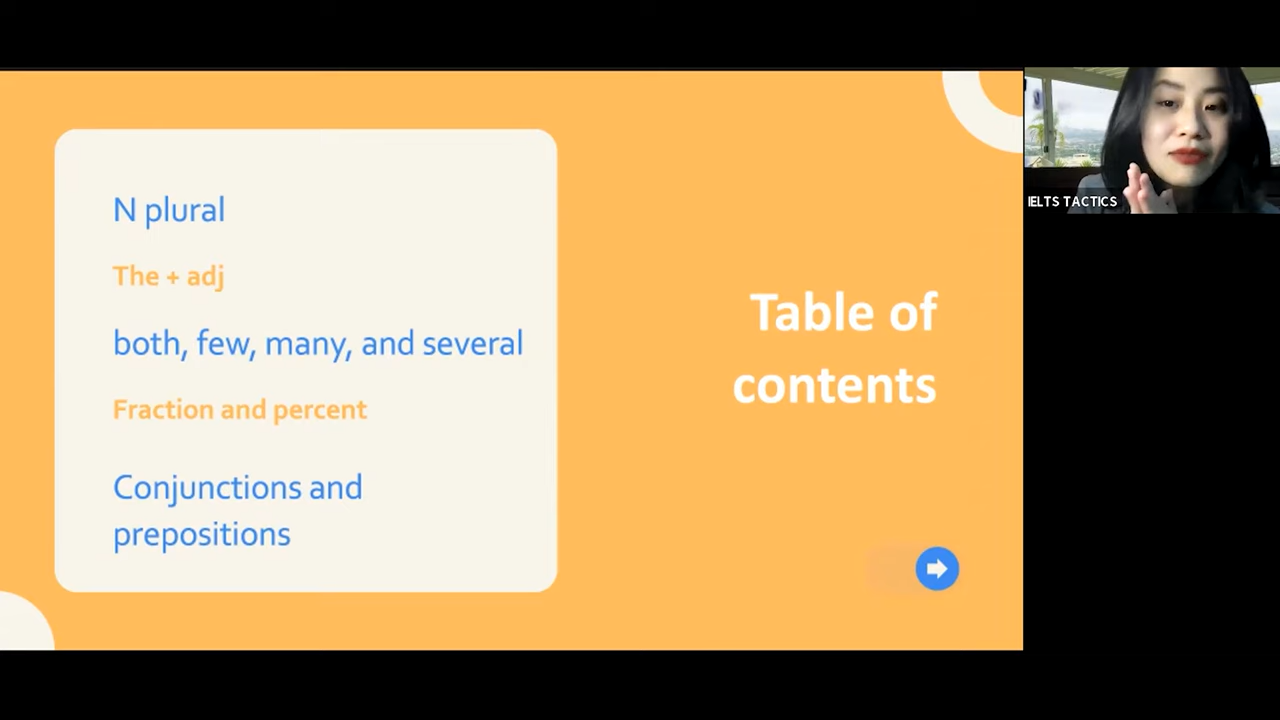 N plural
The + adj
both, few, many, and several
Fraction and percent
Conjunctions and
prepositions
Table of
contents
IELTS TACTICS